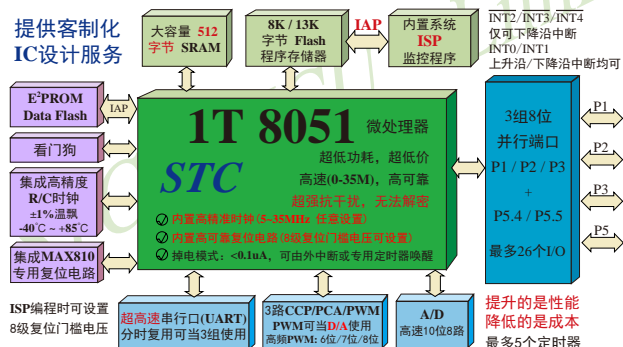 提供客制化
IC设计服务
大容量 512
字节 SRAM
8K / 13K
字节 Flash
程序存储器
IAP
内置系统
ISP
监控程序
INT2/INT3/INT4
仅可下降沿中断
INT0/INT1
上升沿/下降沿中断均可
E²PROM
Data Flash
IAP
看门狗
集成高精度
R/C时钟
±1%温飘
-40℃ ~ +85℃
集成MAX810
专用复位电路
1T 8051 微处理器
STC
超低功耗，超低价
高速(0-35M)，高可靠
超强抗干扰，无法解密
内置高精准时钟(5~35MHz 任意设置)
内置高可靠复位电路(8级复位门槛电压可设置)
掉电模式：<0.1uA，可由外中断或专用定时器唤醒
3组8位
并行端口
P1 / P2 / P3
+
P5.4 / P5.5
最多26个I/O
P1
P2
P3
P5
ISP编程时可设置
8级复位门槛电压
超高速串行口(UART)
分时复用可当3组使用
3路CCP/PCA/PWM
PWM可当D/A使用
高频PWM: 6位/7位/8位
A/D
高速10位8路
提升的是性能
降低的是成本
最多5个定时器